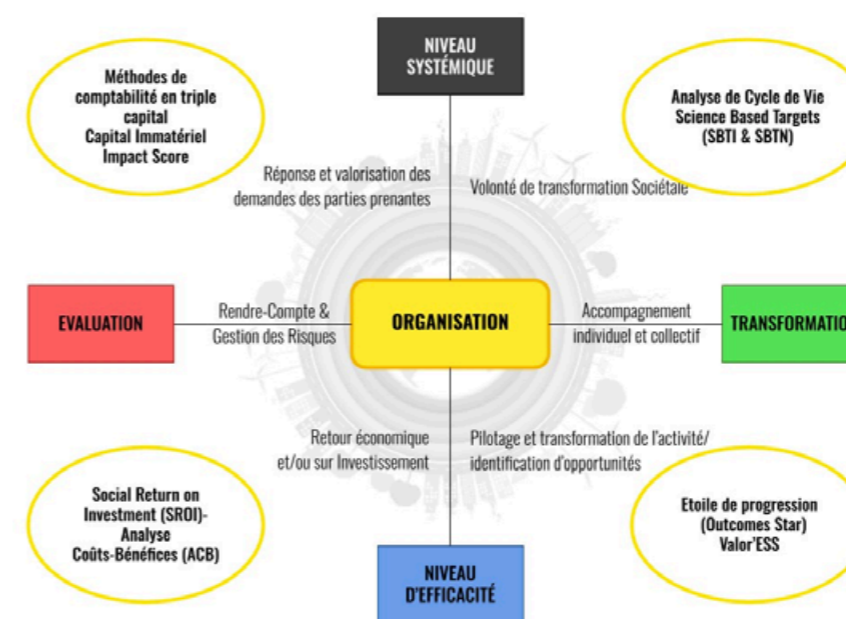 NIVEAU
SYSTÉMIQUE
Méthodes de
comptabilité en triple
capital
Capital Immatériel
Impact Score
Analyse de Cycle de Vie
Science Based Targets
(SBTI & SBTN)
Réponse et valorisation des
demandes des parties prenantes
Volonté de transformation Sociétale
EVALUATION
Rendre-Compte &
Gestion des Risques
ORGANISATION
Accompagnement
individuel et collectif
TRANSFORMATIO
Retour économique
et/ou sur Investissement
Pilotage et transformation de l'activité/
identification d'opportunités
Social Return on
Investment (SROI)-
Analyse
Coûts-Bénéfices (ACB)
Etoile de progression
(Outcomes Star)
Valor'ESS
NIVEAU
D'EFFICACITÉ